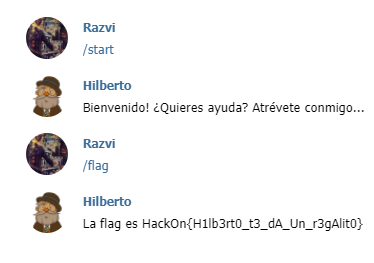 Razvi
/start
Hilberto
Bienvenido! ¿Quieres ayuda? Atrévete conmigo...
Razvi
/flag
Hilberto
La flag es HackOn{H1lb3rt0_t3_dA_Un_r3gAlit0}